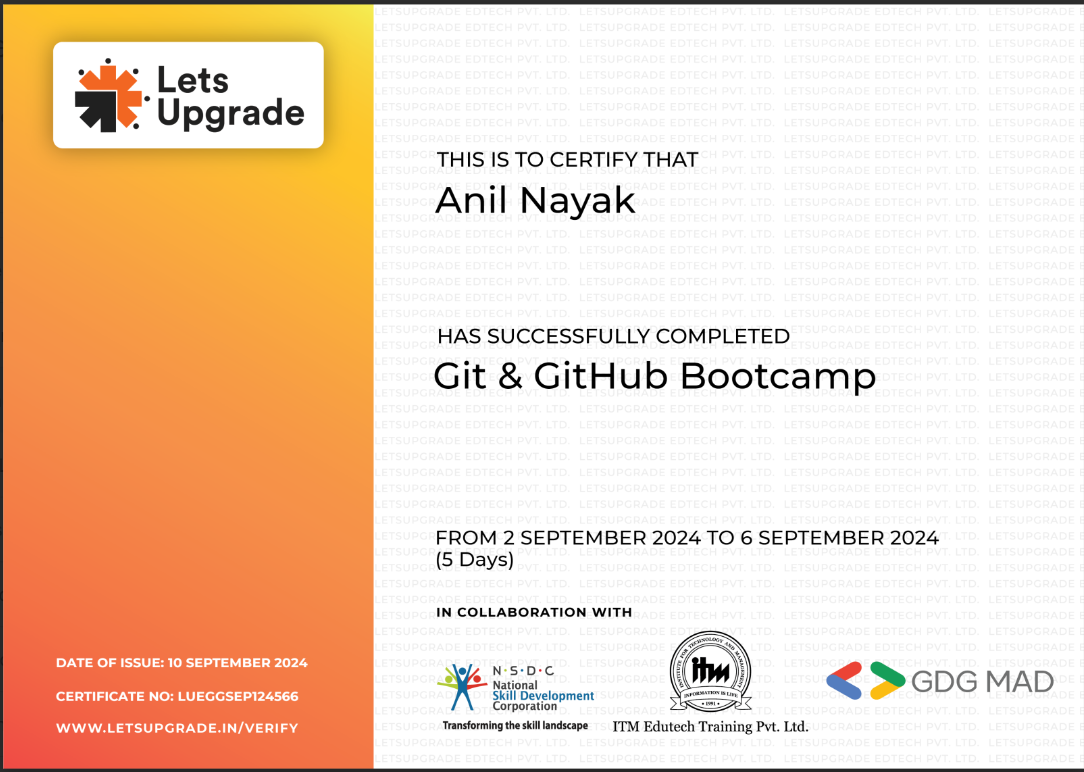 Lets
Upgrade
THIS IS TO CERTIFY THAT
Anil Nayak
HAS SUCCESSFULLY COMPLETED
Git & GitHub Bootcamp
FROM 2 SEPTEMBER 2024 TO 6 SEPTEMBER 2024
(5 Days)
IN COLLABORATION WITH
N·S·D·C
National
Skill Development
Corporation
Transforming the skill landscape
INSTITUTE FOR TECHNOLOGY AND MANAGEMENT
itm
INFORMATION IS LIFE
• 1991 •
ITM Edutech Training Pvt. Ltd.
GDG MAD
DATE OF ISSUE: 10 SEPTEMBER 2024
CERTIFICATE NO: LUEGGSEP124566
WWW.LETSUPGRADE.IN/VERIFY
LETSUPGRADE EDTECH PVT. LTD.